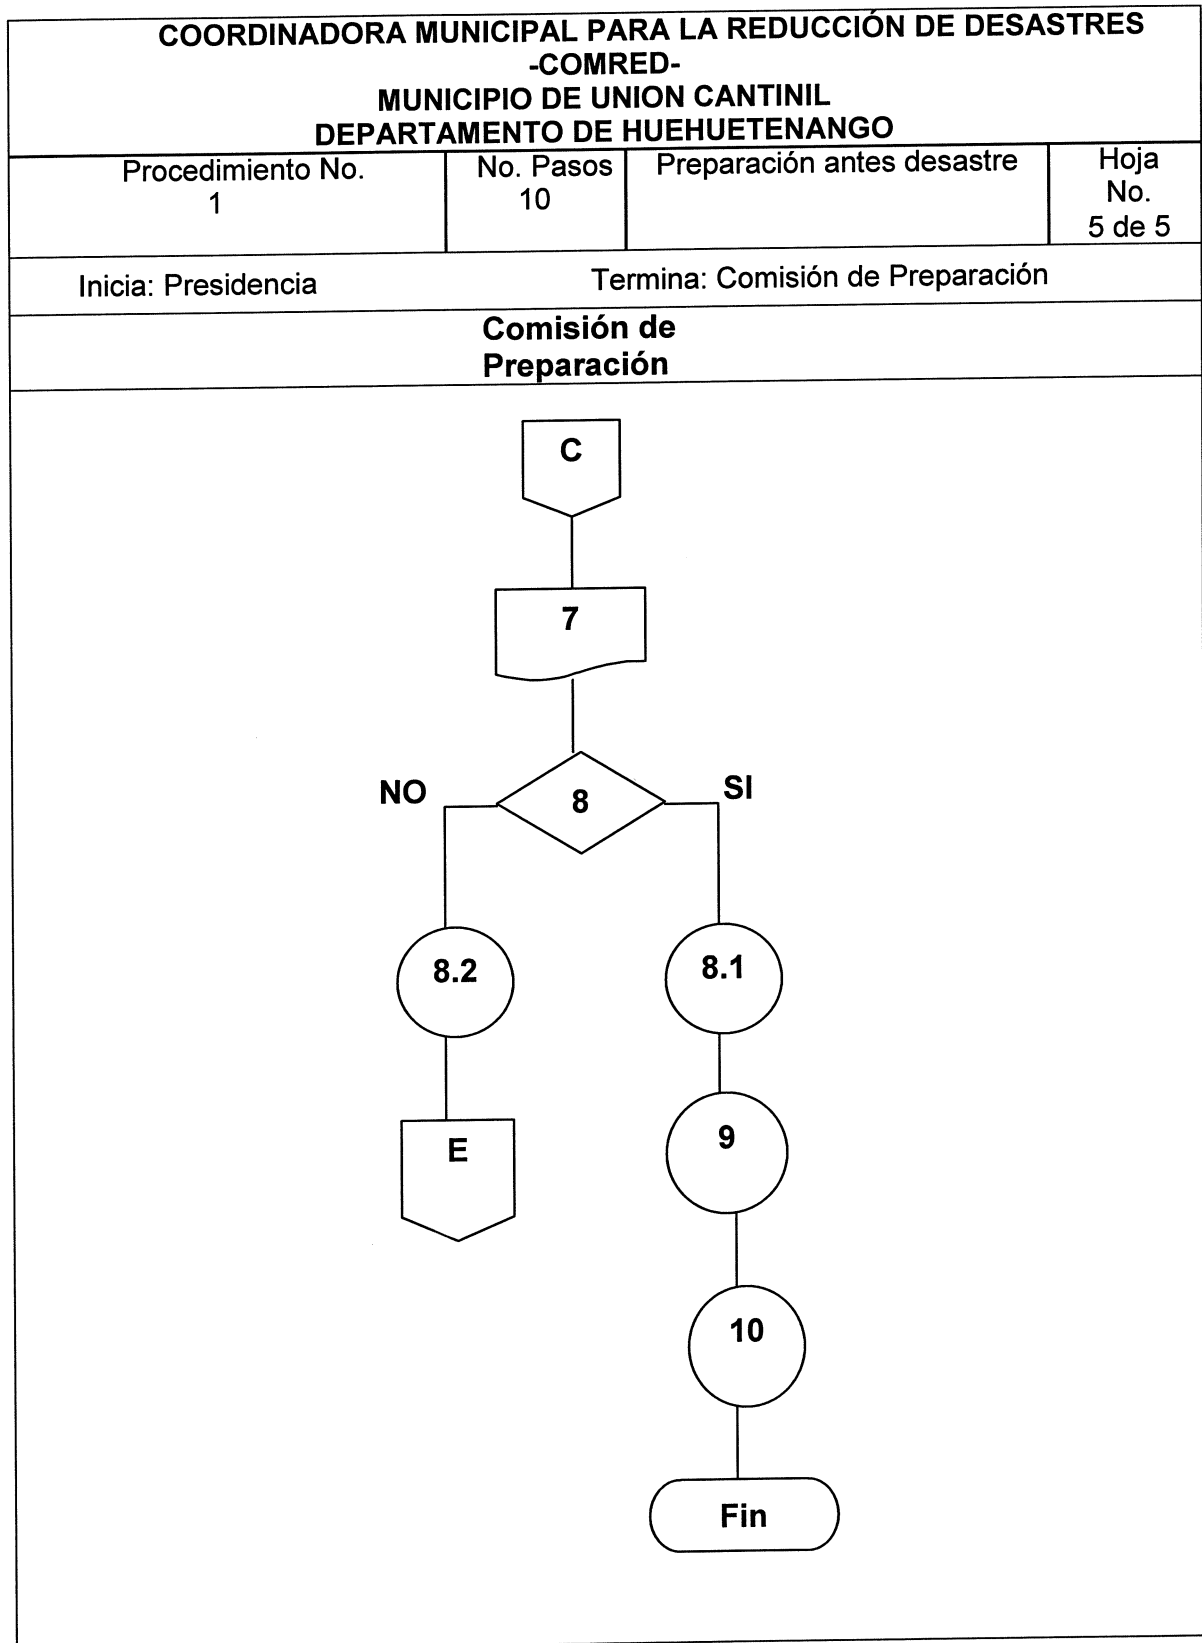 COORDINADORA MUNICIPAL PARA LA REDUCCIÓN DE DESASTRES
-COMRED-
MUNICIPIO DE UNION CANTINIL
DEPARTAMENTO DE HUEHUETENANGO
Procedimiento No.
1
No. Pasos
10
Preparación antes desastre
Hoja
No.
5 de 5
Inicia: Presidencia
Termina: Comisión de Preparación
Comisión de
Preparación
C
7
NO
8
SI
8.2
8.1
E
9
10
Fin